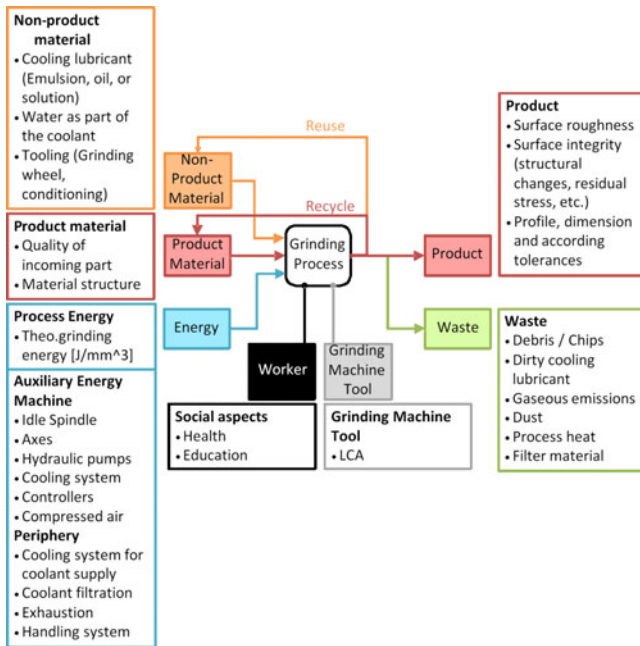 Non-product
material
• Cooling lubricant
(Emulsion, oil, or
solution)
• Water as part of
the coolant
• Tooling (Grinding
wheel,
conditioning)
Product material
• Quality of
incoming part
• Material structure
Process Energy
• Theo.grinding
energy [J/mm^3]
Auxiliary Energy
Machine
• Idle Spindle
• Axes
• Hydraulic pumps
• Cooling system
• Controllers
• Compressed air
Periphery
• Cooling system for
coolant supply
• Coolant filtration
• Exhaustion
• Handling system
Reuse
Non-
Product
Material
Recycle
Product
Material
Grinding
Process
Energy
Product
Waste
Worker
Grinding
Machine
Tool
Social aspects
• Health
• Education
Grinding Machine
Tool
• LCA
Product
• Surface roughness
• Surface integrity
(structural
changes, residual
stress, etc.)
• Profile, dimension
and according
tolerances
Waste
• Debris / Chips
• Dirty cooling
lubricant
• Gaseous emissions
• Dust
• Process heat
• Filter material